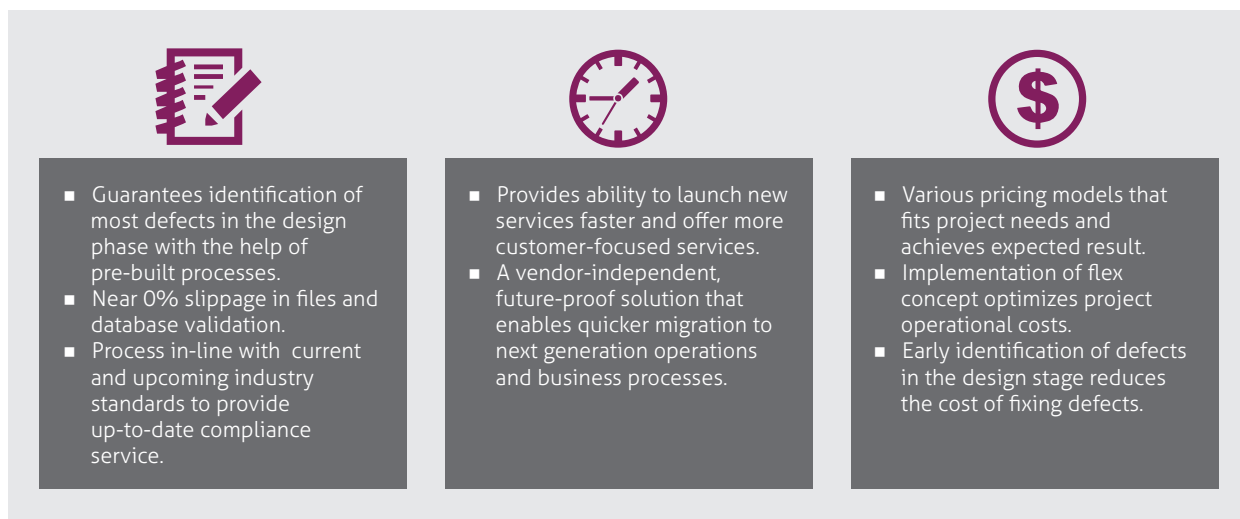 $
■ Guarantees identification of
most defects in the design
phase with the help of
pre-built processes.
■ Near 0% slippage in files and
database validation.
■ Process in-line with  current
and upcoming industry
standards to provide
up-to-date compliance
service.
■ Provides ability to launch new
services faster and offer more
customer-focused services.
■ A vendor-independent,
future-proof solution that
enables quicker migration to
next generation operations
and business processes.
■ Various pricing models that
fits project needs and
achieves expected result.
■ Implementation of flex
concept optimizes project
operational costs.
■ Early identification of defects
in the design stage reduces
the cost of fixing defects.